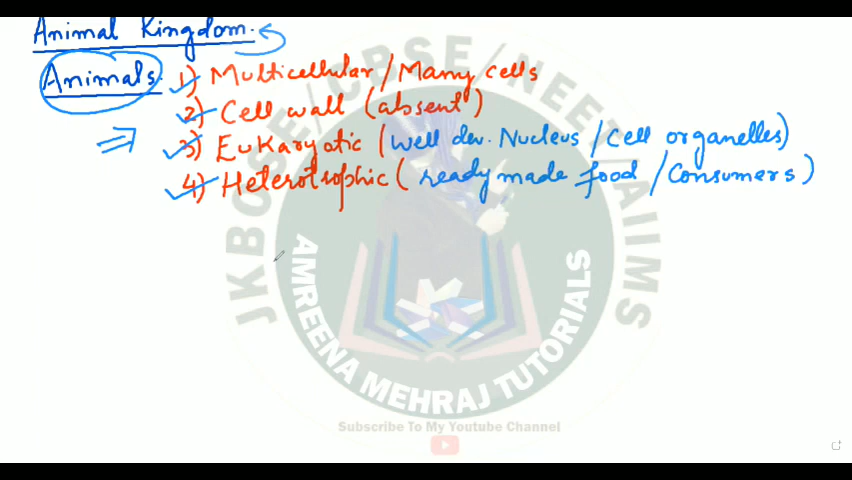 Animal Kingdom.
Animals. 1) Multicellular/Many cells
2) Cell wall (absent)
3) Eukaryotic (well dev. Nucleus/Cell organelles)
4) Heterotrophic (ready made food/Consumers)
JKBOSE/CBSE/NEET/AIIMS
AMREENA MEHRAJ TUTORIALS
Subscribe To My Youtube Channel